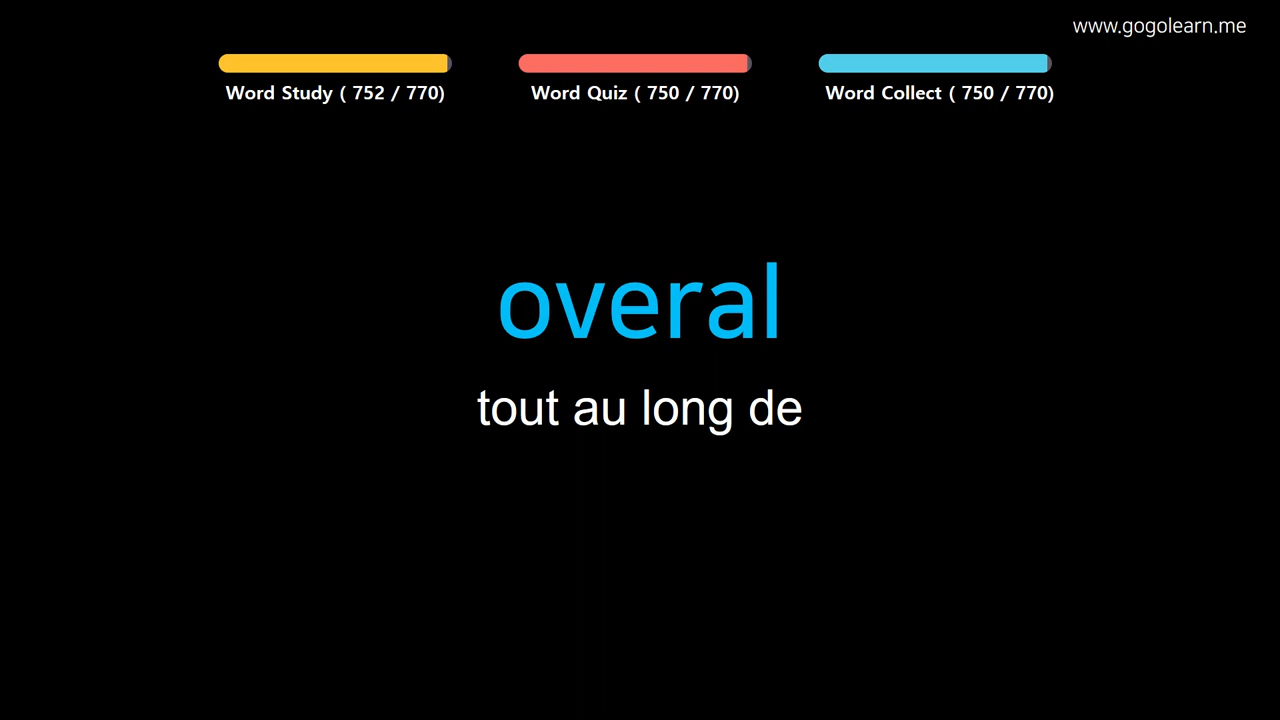 www.gogolearn.me
Word Study ( 752 / 770)
Word Quiz ( 750 / 770)
Word Collect ( 750 / 770)
overal
tout au long de